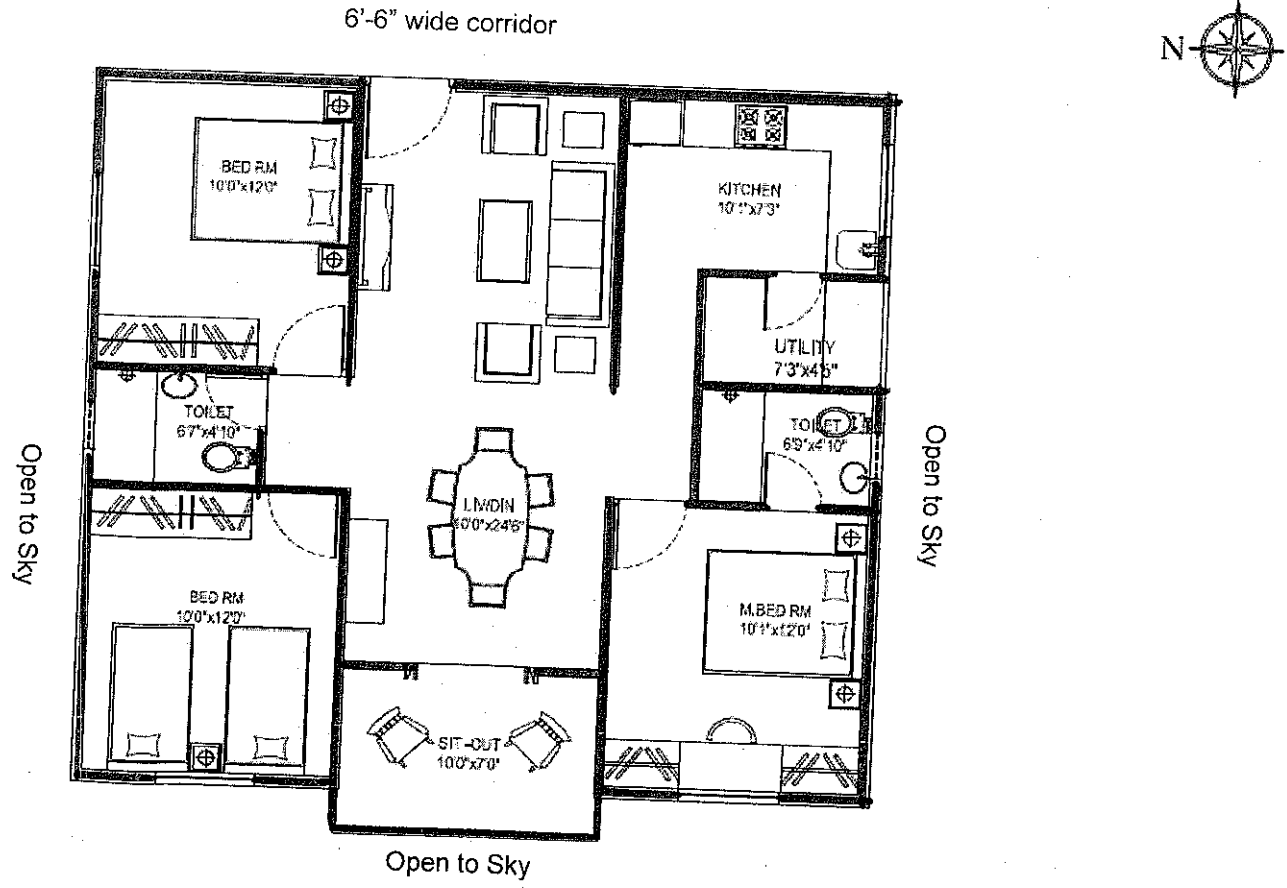 6'-6" wide corridor
N
BED RM
10'0"x12'0"
KITCHEN
10'1"x7'3"
UTILITY
7'3"x4'6"
TOILET
6'7"x4'10"
TOILET
6'9"x4'10"
Open to Sky
Open to Sky
LIV/DIN
10'0"x24'6"
BED RM
10'0"x12'0"
M.BED RM
10'1"x12'0"
SIT-OUT
10'0"x7'0"
Open to Sky